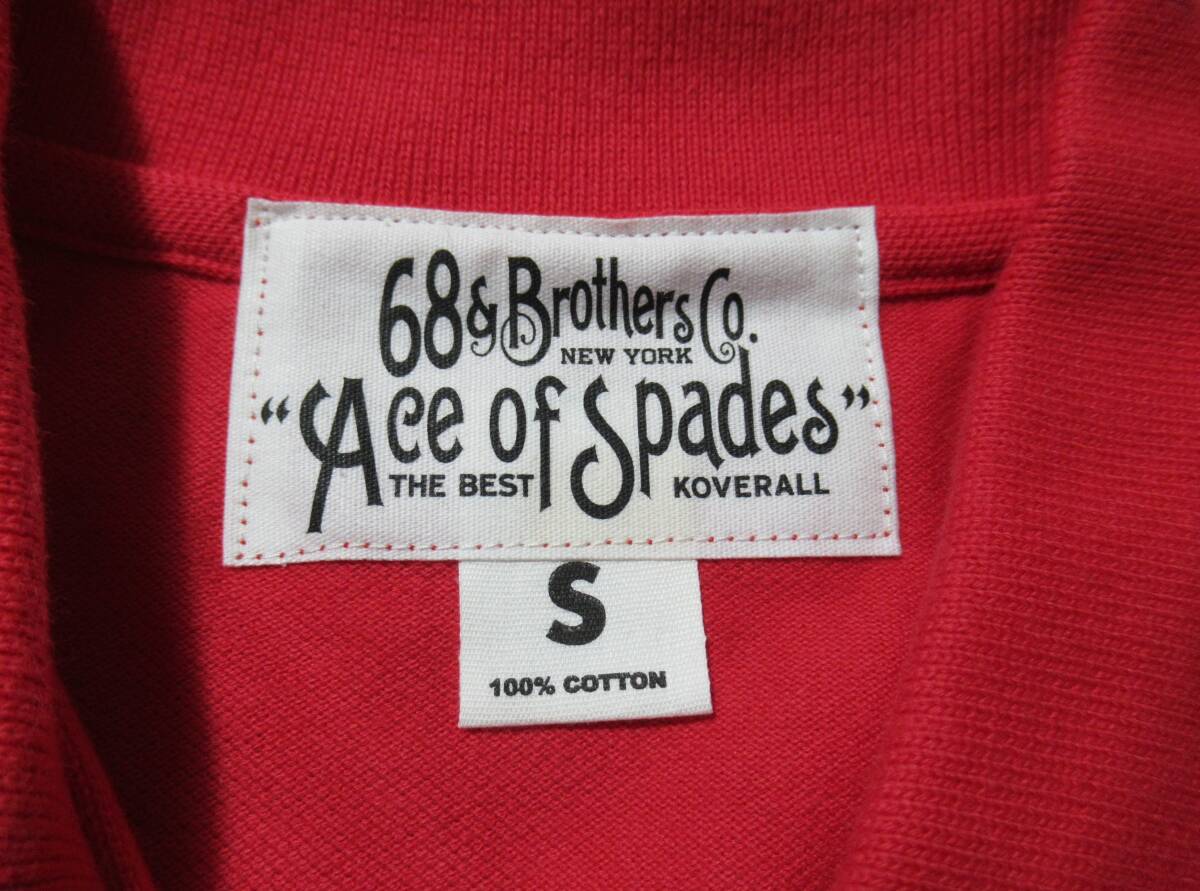 68 & Brothers Co.
NEW YORK
"Ace of Spades"
THE BEST KOVERALL
S
100% COTTON